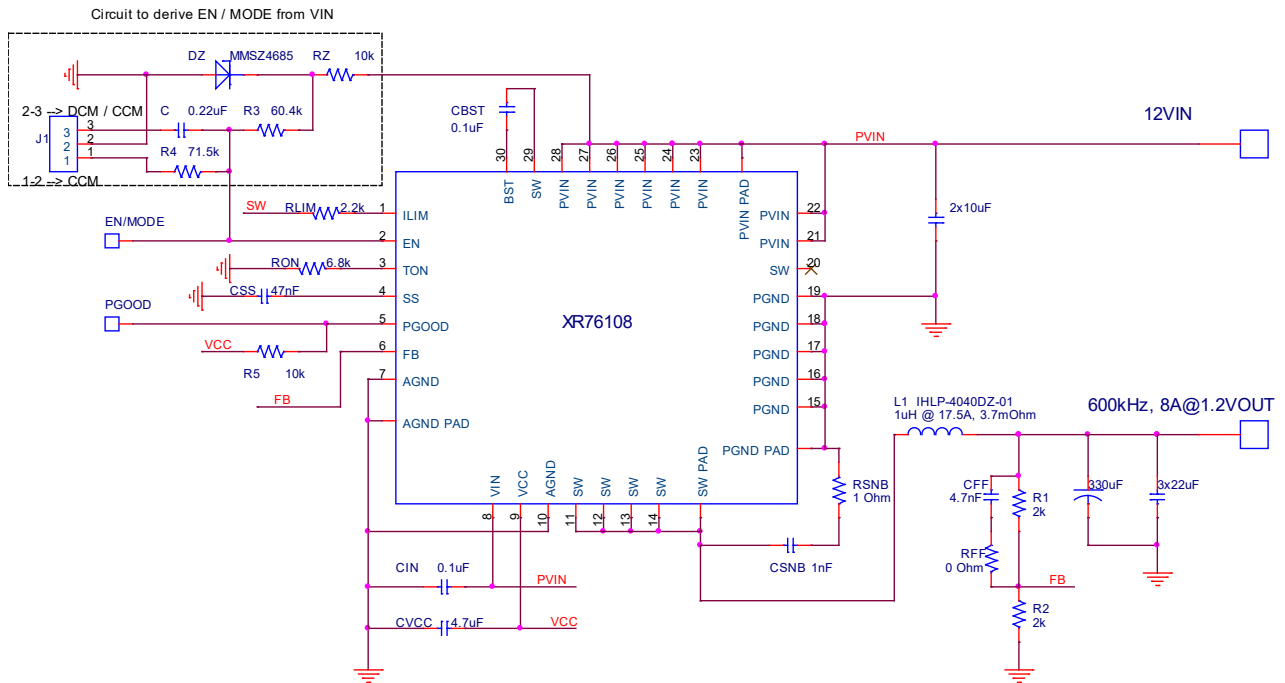 Circuit to derive EN / MODE from VIN
DZ MMSZ4685 RZ 10k
2-3 --> DCM / CCM
C 0.22uF R3 60.4k
J1
3 3
2 2
1 1
R4 71.5k
1-2 --> CCM
CBST
0.1uF
12VIN
PVIN
30 29 28 27 26 25 24 23
BST SW PVIN PVIN PVIN PVIN PVIN PVIN PVIN PAD
SW RLIM 2.2k 1 ILIM
EN/MODE
2 EN
RON 6.8k 3 TON
CSS 47nF 4 SS
PGOOD
5 PGOOD
VCC
R5 10k
6 FB
FB
7 AGND
AGND PAD
XR76108
PVIN 22
PVIN 21
SW 20
PGND 19
PGND 18
PGND 17
PGND 16
PGND 15
PGND PAD
2x10uF
L1 IHLP-4040DZ-01
1uH @ 17.5A, 3.7mOhm
600kHz, 8A@1.2VOUT
VIN VCC AGND SW SW SW SW SW PAD
8 9 10 11 12 13 14
RSNB
1 Ohm
CSNB 1nF
CFF
4.7nF
R1
2k
330uF
3x22uF
RFF
0 Ohm
FB
R2
2k
CIN 0.1uF
PVIN
CVCC 4.7uF
VCC